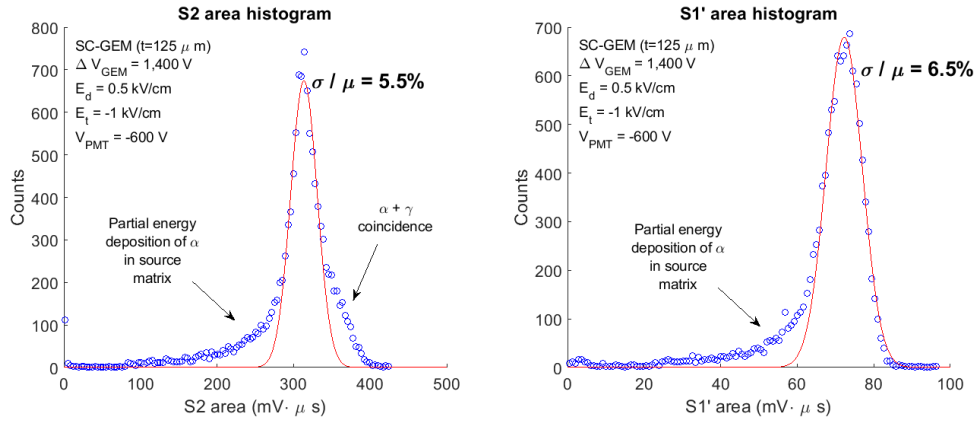 S2 area histogram
SC-GEM (t=125 μ m)
Δ V_GEM = 1,400 V
E_d = 0.5 kV/cm
E_t = -1 kV/cm
V_PMT = -600 V
σ / μ = 5.5%
Partial energy
deposition of α
in source
matrix
α + γ
coincidence
Counts
0
100
200
300
400
500
600
700
800
0
100
200
300
400
500
S2 area (mV· μ s)
S1' area histogram
SC-GEM (t=125 μ m)
Δ V_GEM = 1,400 V
E_d = 0.5 kV/cm
E_t = -1 kV/cm
V_PMT = -600 V
σ / μ = 6.5%
Partial energy
deposition of α
in source
matrix
Counts
0
100
200
300
400
500
600
700
0
20
40
60
80
100
S1' area (mV· μ s)